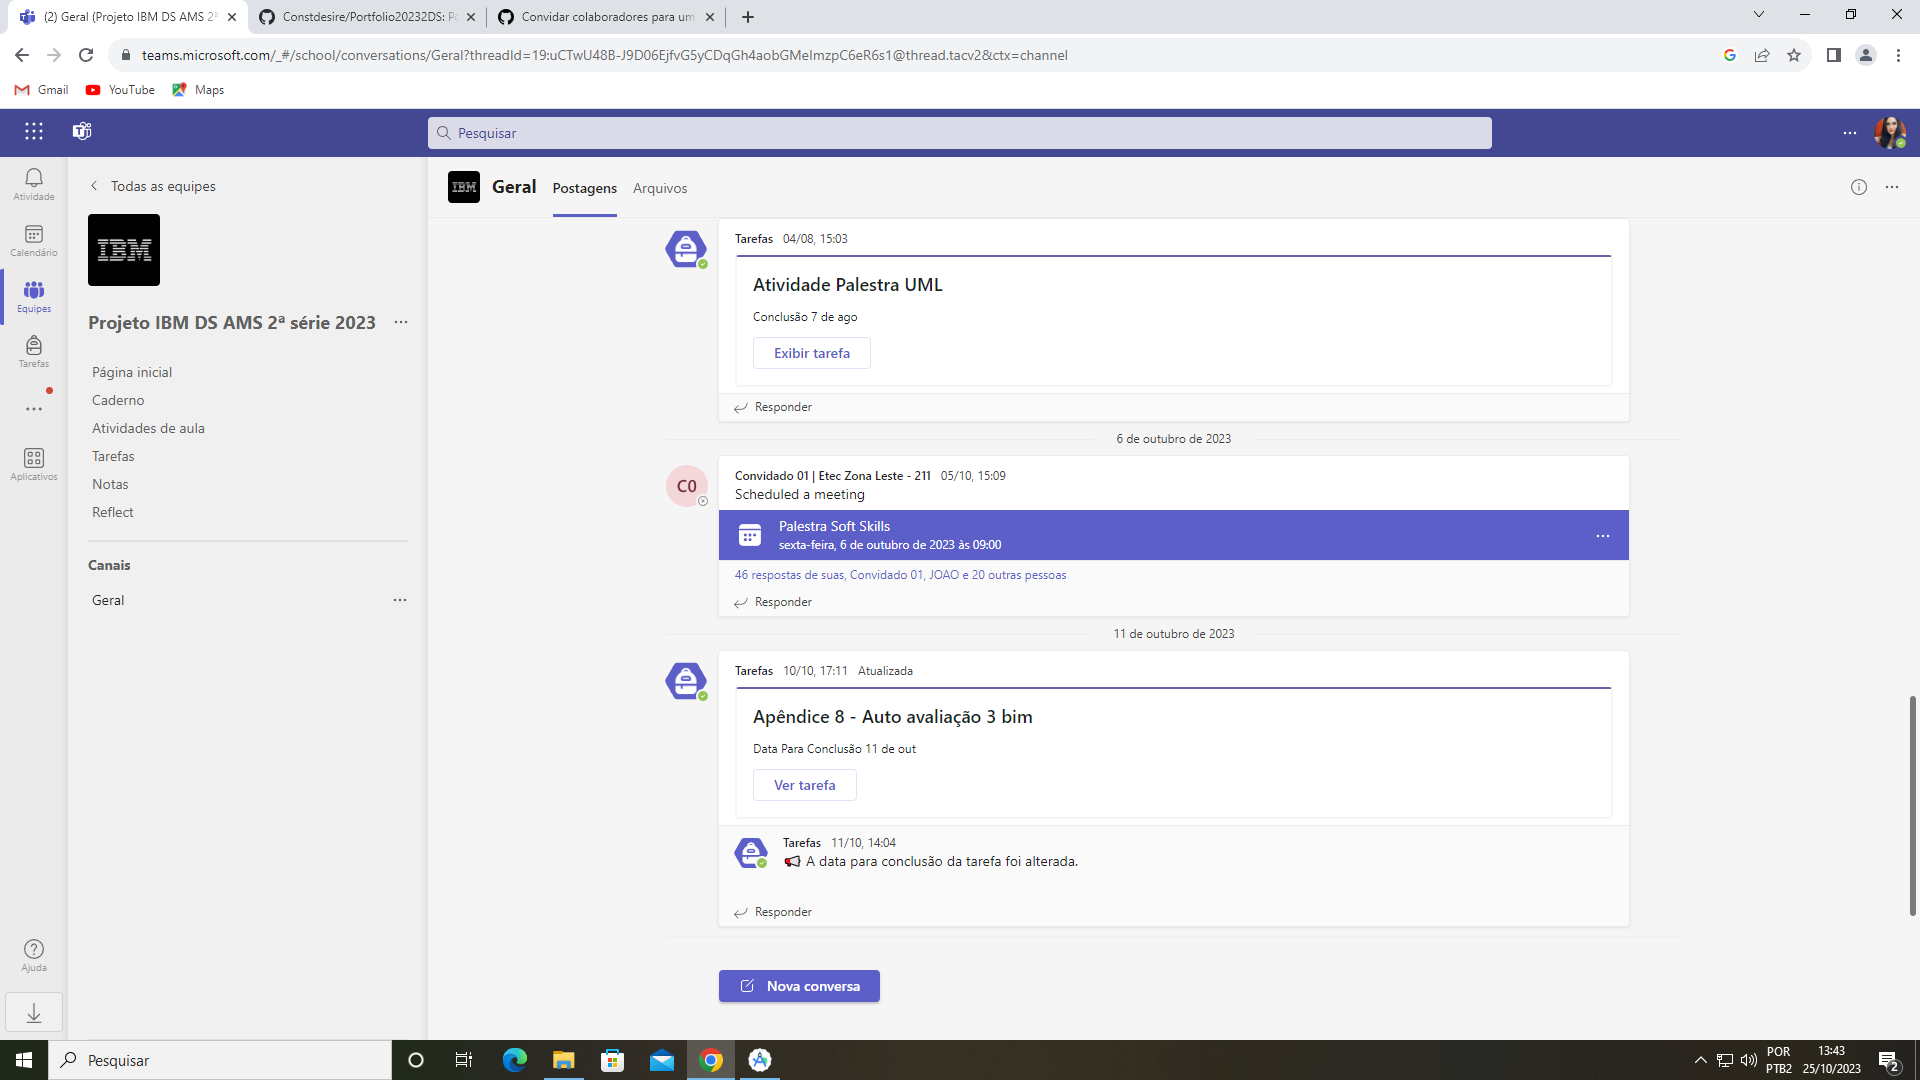 (2) Geral (Projeto IBM DS AMS 2ª
Constdesire/Portfolio20232DS: Po
Convidar colaboradores para um
teams.microsoft.com/_#/school/conversations/Geral?threadId=19:uCTwU48B-J9D06EjfvG5yCDqGh4aobGMeImzpC6eR6s1@thread.tacv2&ctx=channel
Gmail
YouTube
Maps
Pesquisar
Atividade
Calendário
Equipes
Tarefas
Aplicativos
Ajuda
Todas as equipes
IBM
Projeto IBM DS AMS 2ª série 2023
Página inicial
Caderno
Atividades de aula
Tarefas
Notas
Reflect
Canais
Geral
IBM
Geral
Postagens
Arquivos
Tarefas 04/08, 15:03
Atividade Palestra UML
Conclusão 7 de ago
Exibir tarefa
Responder
6 de outubro de 2023
C0
Convidado 01 | Etec Zona Leste - 211 05/10, 15:09
Scheduled a meeting
Palestra Soft Skills
sexta-feira, 6 de outubro de 2023 às 09:00
46 respostas de suas, Convidado 01, JOAO e 20 outras pessoas
Responder
11 de outubro de 2023
Tarefas 10/10, 17:11 Atualizada
Apêndice 8 - Auto avaliação 3 bim
Data Para Conclusão 11 de out
Ver tarefa
Tarefas 11/10, 14:04
A data para conclusão da tarefa foi alterada.
Responder
Nova conversa
Pesquisar
POR
PTB2
13:43
25/10/2023
2